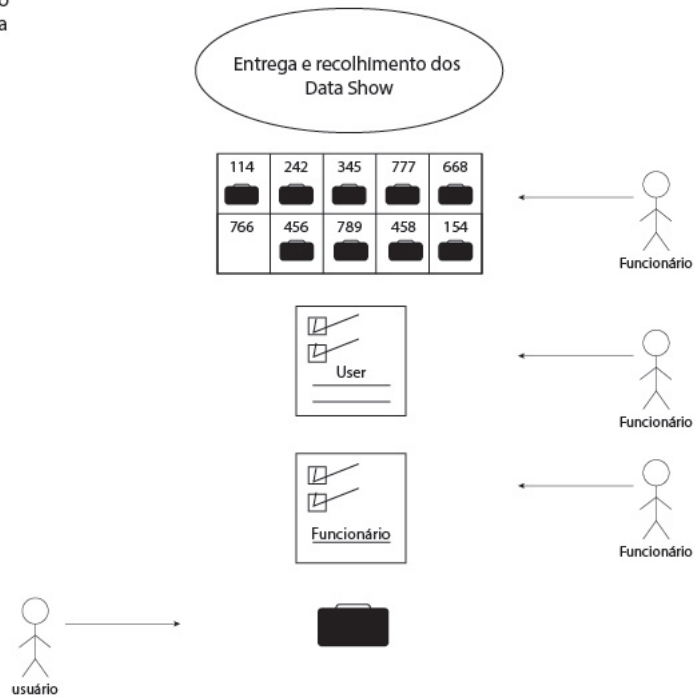 a
Entrega e recolhimento dos
Data Show
114 242 345 777 668
766 456 789 458 154
Funcionário
User
Funcionário
Funcionário
Funcionário
usuário